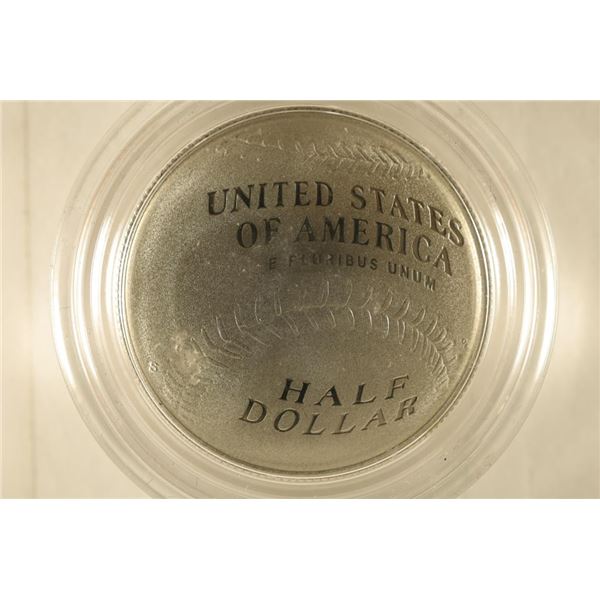 UNITED STATES
OF AMERICA
E PLURIBUS UNUM
S
HALF
DOLLAR